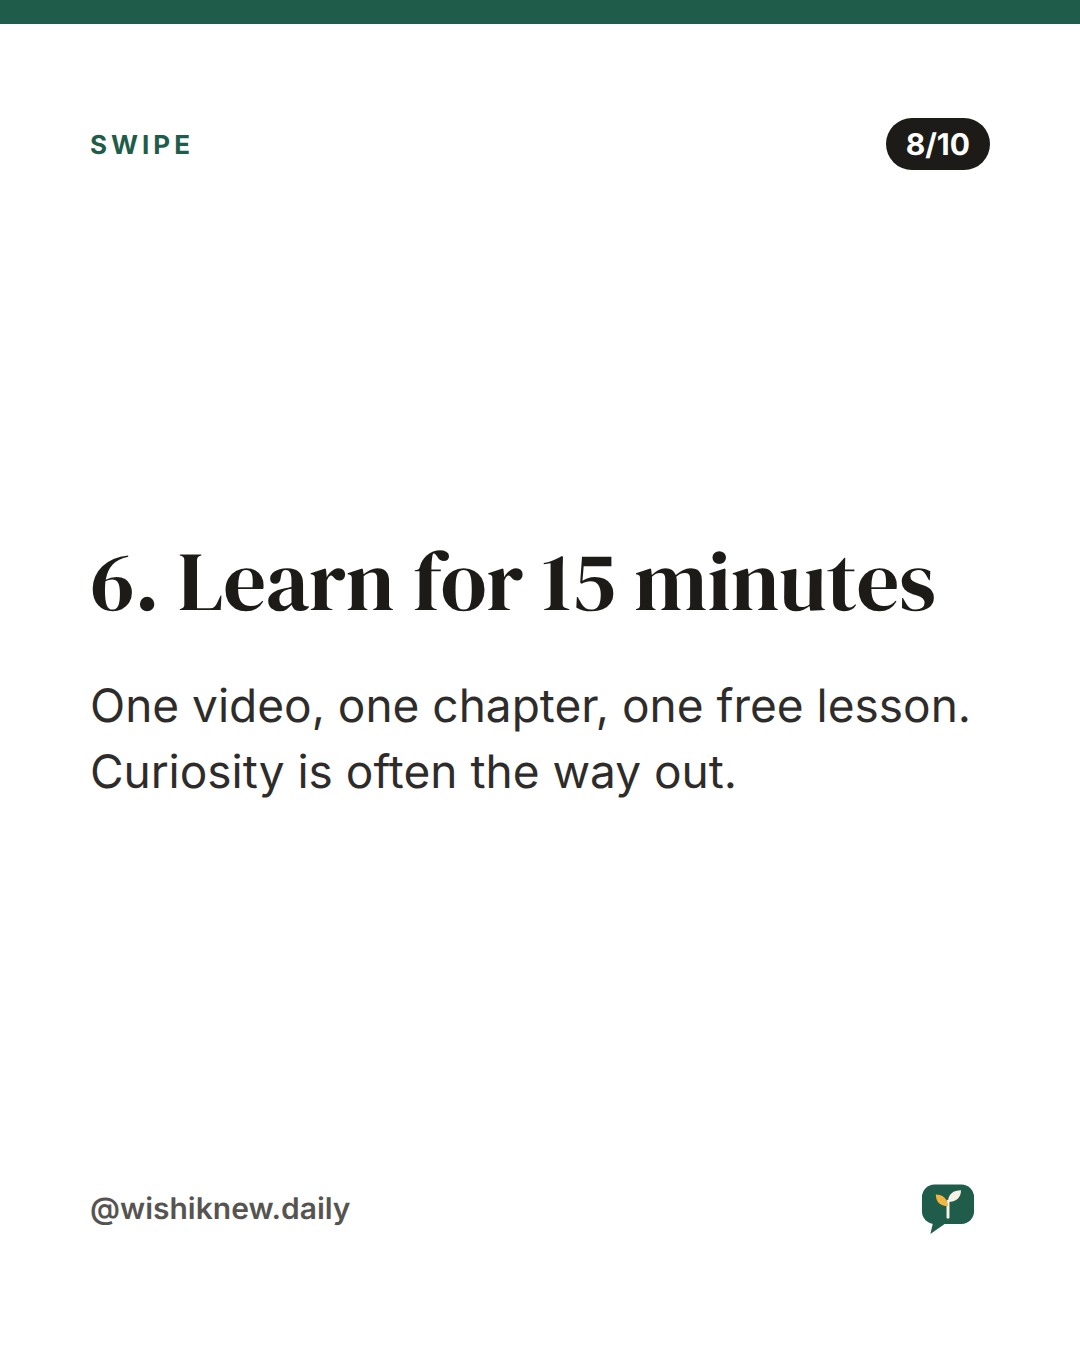 SWIPE
8/10
6. Learn for 15 minutes
One video, one chapter, one free lesson.
Curiosity is often the way out.
@wishiknew.daily